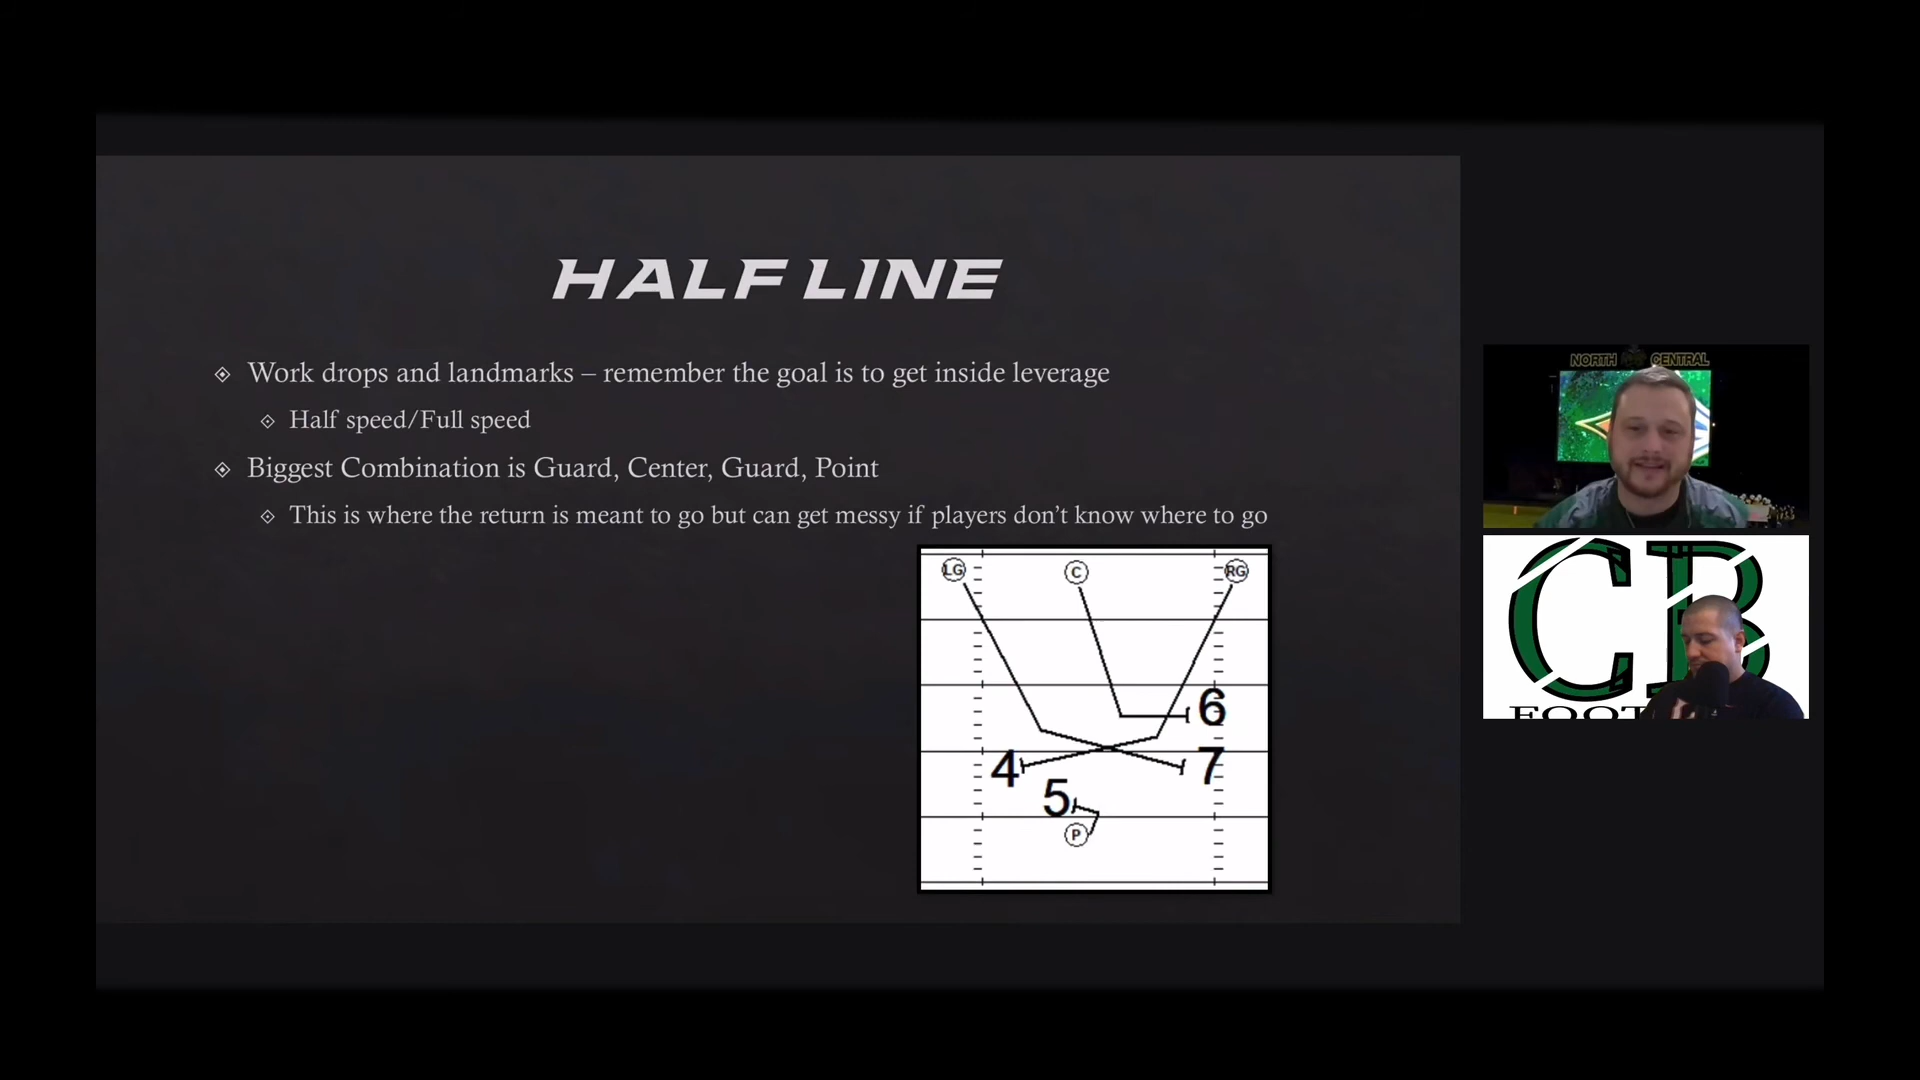 HALF LINE
Work drops and landmarks – remember the goal is to get inside leverage
Half speed/Full speed
Biggest Combination is Guard, Center, Guard, Point
This is where the return is meant to go but can get messy if players don’t know where to go
LG C RG
6
4 7
5
P
NORTH CENTRAL
CB
FOOT